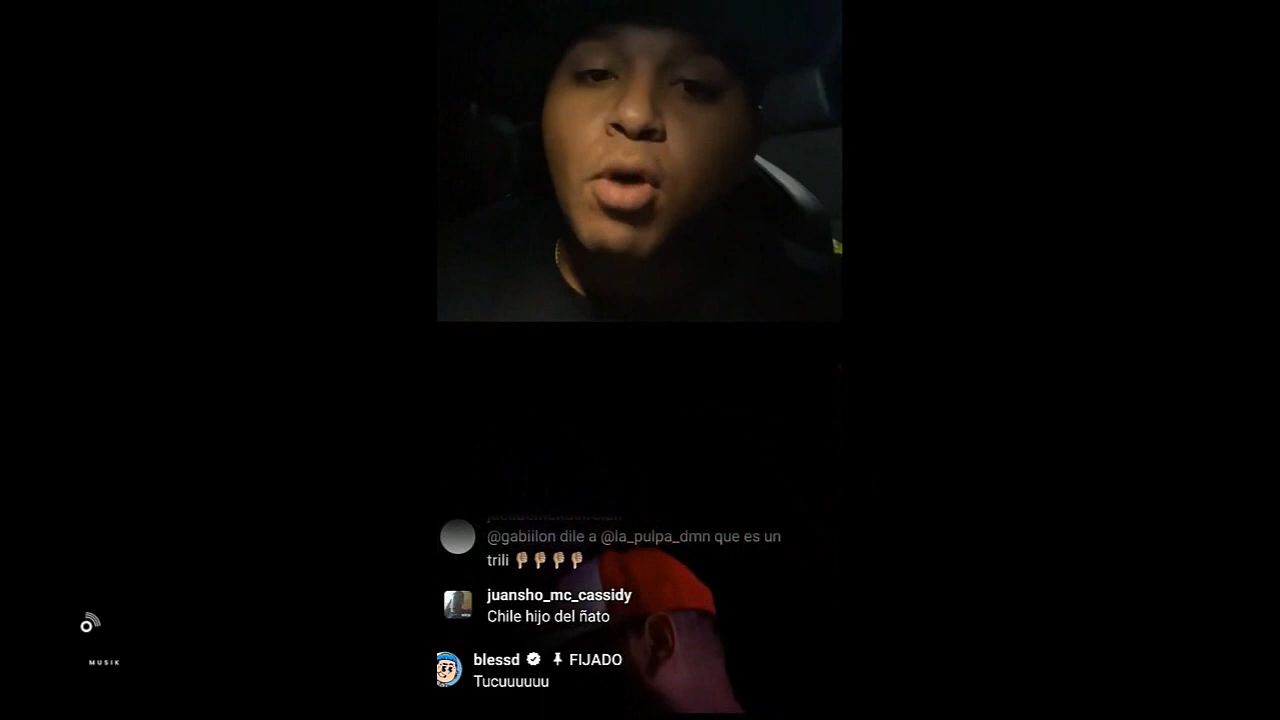 @gabiilon dile a @la_pulpa_dmn que es un
trili 👎🏼👎🏼👎🏼👎🏼
juansho_mc_cassidy
Chile hijo del ñato
blessd FIJADO
Tucuuuuuu
MUSIK